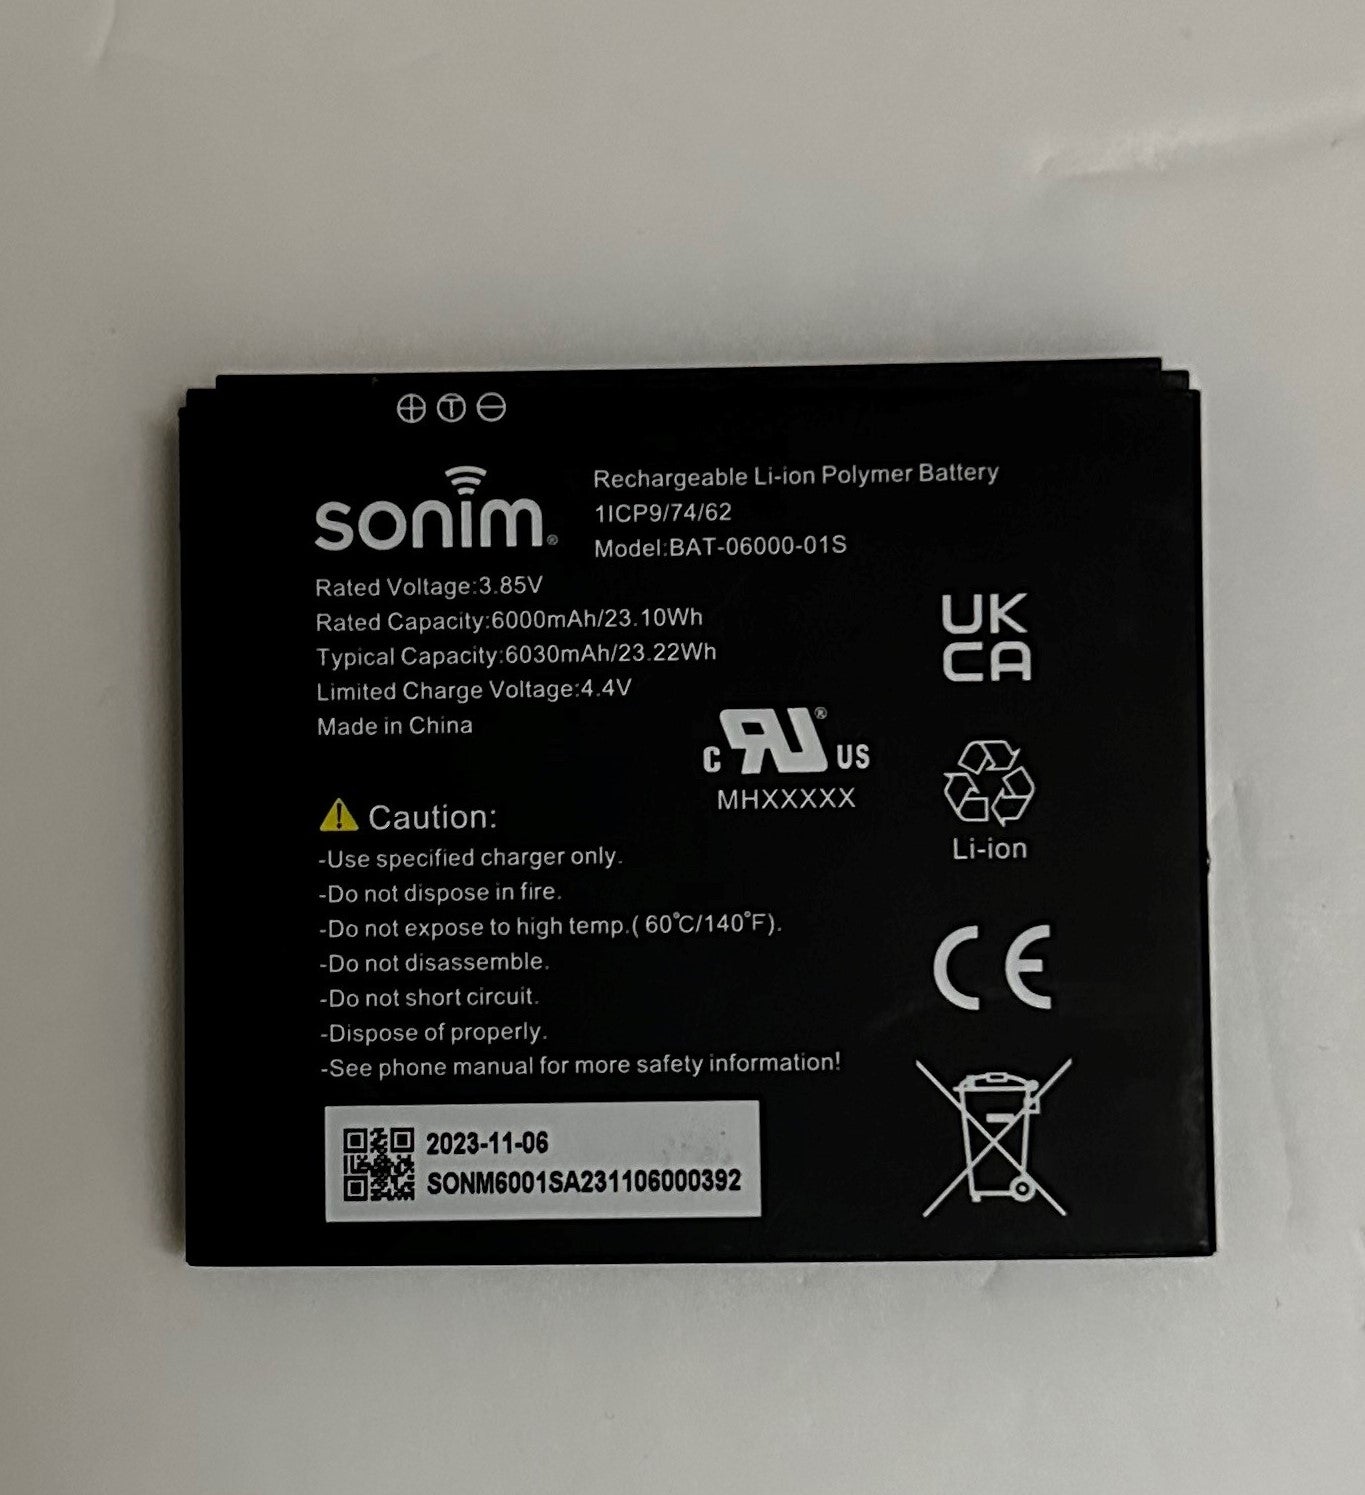 ⊕ Ⓣ ⊖
sonim®
Rechargeable Li-ion Polymer Battery
1ICP9/74/62
Model:BAT-06000-01S
Rated Voltage:3.85V
Rated Capacity:6000mAh/23.10Wh
Typical Capacity:6030mAh/23.22Wh
Limited Charge Voltage:4.4V
Made in China
UK
CA
c RU® US
MHXXXXX
Li-ion
⚠ Caution:
-Use specified charger only.
-Do not dispose in fire.
-Do not expose to high temp.( 60°C/140°F).
-Do not disassemble.
-Do not short circuit.
-Dispose of properly.
-See phone manual for more safety information!
CE
2023-11-06
SONM6001SA231106000392